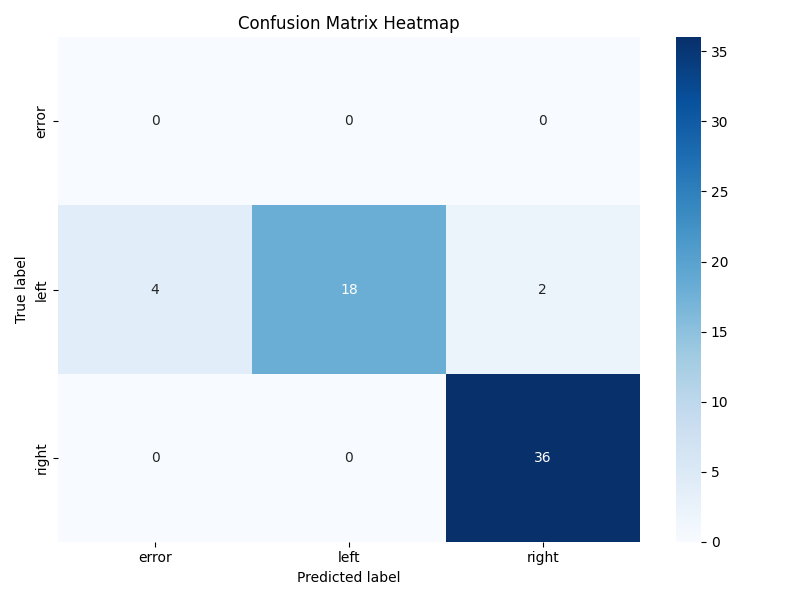 Confusion Matrix Heatmap
True label
error
0 0 0
left
4 18 2
right
0 0 36
error left right
Predicted label
35
30
25
20
15
10
5
0